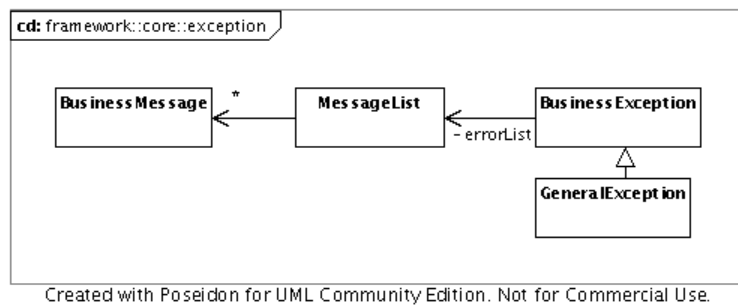 cd: framework::core::exception
BusinessMessage
*
MessageList
BusinessException
- errorList
GeneralException
Created with Poseidon for UML Community Edition. Not for Commercial Use.